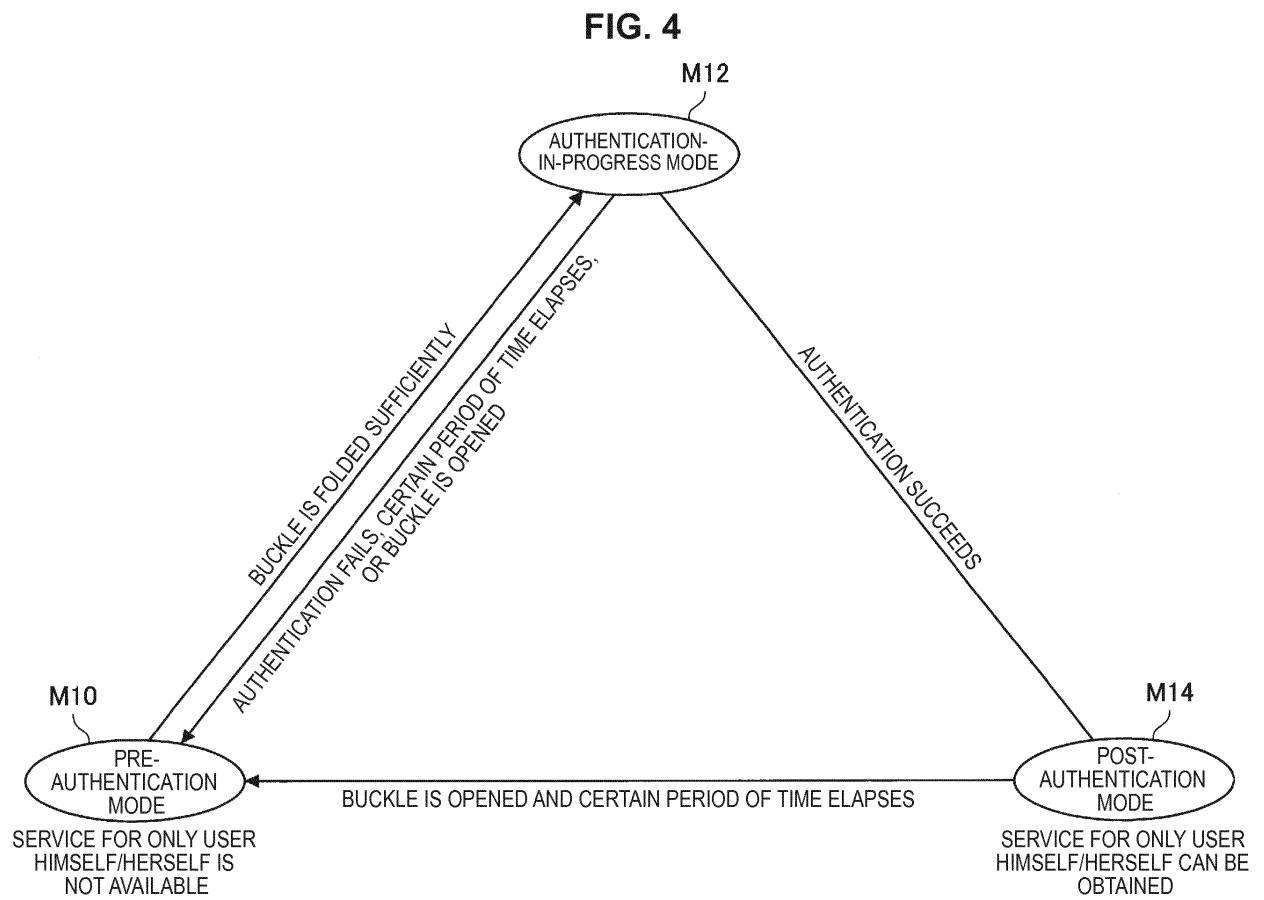 FIG. 4
M12
AUTHENTICATION-
IN-PROGRESS MODE
BUCKLE IS FOLDED SUFFICIENTLY
AUTHENTICATION FAILS, CERTAIN PERIOD OF TIME ELAPSES,
OR BUCKLE IS OPENED
AUTHENTICATION SUCCEEDS
M10
PRE-
AUTHENTICATION
MODE
SERVICE FOR ONLY USER
HIMSELF/HERSELF IS
NOT AVAILABLE
BUCKLE IS OPENED AND CERTAIN PERIOD OF TIME ELAPSES
M14
POST-
AUTHENTICATION
MODE
SERVICE FOR ONLY USER
HIMSELF/HERSELF CAN BE
OBTAINED